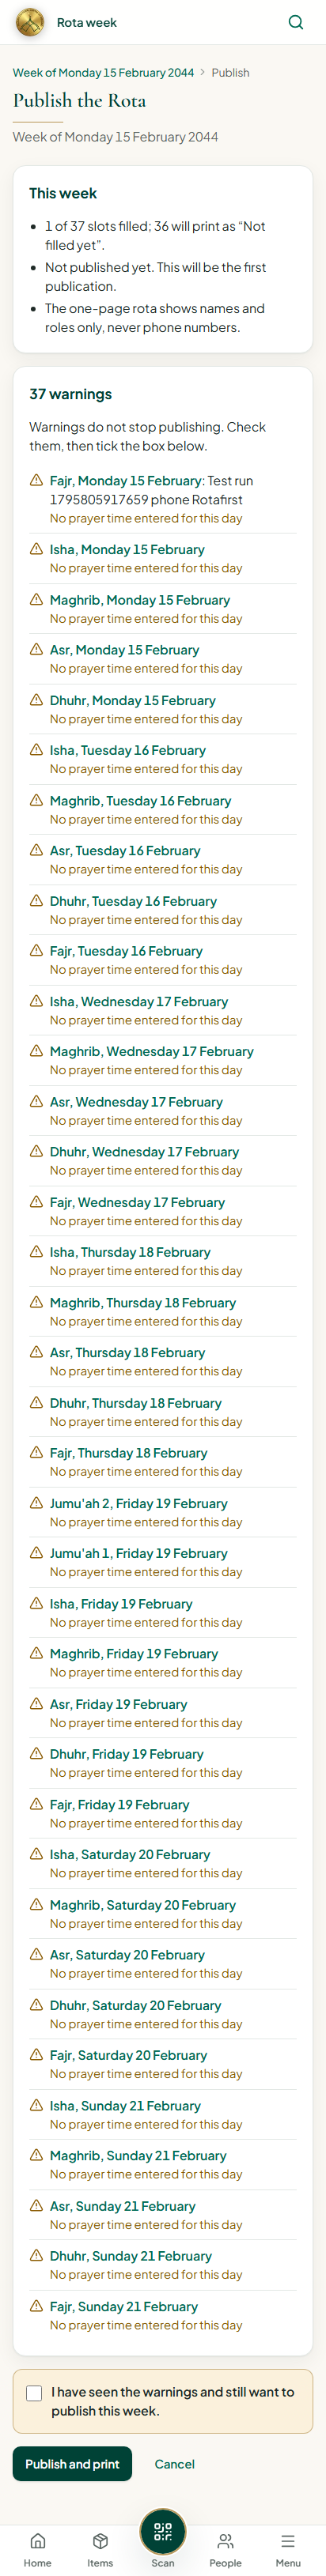 Rota week
Week of Monday 15 February 2044 > Publish
Publish the Rota
Week of Monday 15 February 2044
This week
• 1 of 37 slots filled; 36 will print as “Not
filled yet”.
• Not published yet. This will be the first
publication.
• The one-page rota shows names and
roles only, never phone numbers.
37 warnings
Warnings do not stop publishing. Check
them, then tick the box below.
Fajr, Monday 15 February: Test run
1795805917659 phone Rotafirst
No prayer time entered for this day
Isha, Monday 15 February
No prayer time entered for this day
Maghrib, Monday 15 February
No prayer time entered for this day
Asr, Monday 15 February
No prayer time entered for this day
Dhuhr, Monday 15 February
No prayer time entered for this day
Isha, Tuesday 16 February
No prayer time entered for this day
Maghrib, Tuesday 16 February
No prayer time entered for this day
Asr, Tuesday 16 February
No prayer time entered for this day
Dhuhr, Tuesday 16 February
No prayer time entered for this day
Fajr, Tuesday 16 February
No prayer time entered for this day
Isha, Wednesday 17 February
No prayer time entered for this day
Maghrib, Wednesday 17 February
No prayer time entered for this day
Asr, Wednesday 17 February
No prayer time entered for this day
Dhuhr, Wednesday 17 February
No prayer time entered for this day
Fajr, Wednesday 17 February
No prayer time entered for this day
Isha, Thursday 18 February
No prayer time entered for this day
Maghrib, Thursday 18 February
No prayer time entered for this day
Asr, Thursday 18 February
No prayer time entered for this day
Dhuhr, Thursday 18 February
No prayer time entered for this day
Fajr, Thursday 18 February
No prayer time entered for this day
Jumu'ah 2, Friday 19 February
No prayer time entered for this day
Jumu'ah 1, Friday 19 February
No prayer time entered for this day
Isha, Friday 19 February
No prayer time entered for this day
Maghrib, Friday 19 February
No prayer time entered for this day
Asr, Friday 19 February
No prayer time entered for this day
Dhuhr, Friday 19 February
No prayer time entered for this day
Fajr, Friday 19 February
No prayer time entered for this day
Isha, Saturday 20 February
No prayer time entered for this day
Maghrib, Saturday 20 February
No prayer time entered for this day
Asr, Saturday 20 February
No prayer time entered for this day
Dhuhr, Saturday 20 February
No prayer time entered for this day
Fajr, Saturday 20 February
No prayer time entered for this day
Isha, Sunday 21 February
No prayer time entered for this day
Maghrib, Sunday 21 February
No prayer time entered for this day
Asr, Sunday 21 February
No prayer time entered for this day
Dhuhr, Sunday 21 February
No prayer time entered for this day
Fajr, Sunday 21 February
No prayer time entered for this day
I have seen the warnings and still want to
publish this week.
Publish and print Cancel
Home Items Scan People Menu